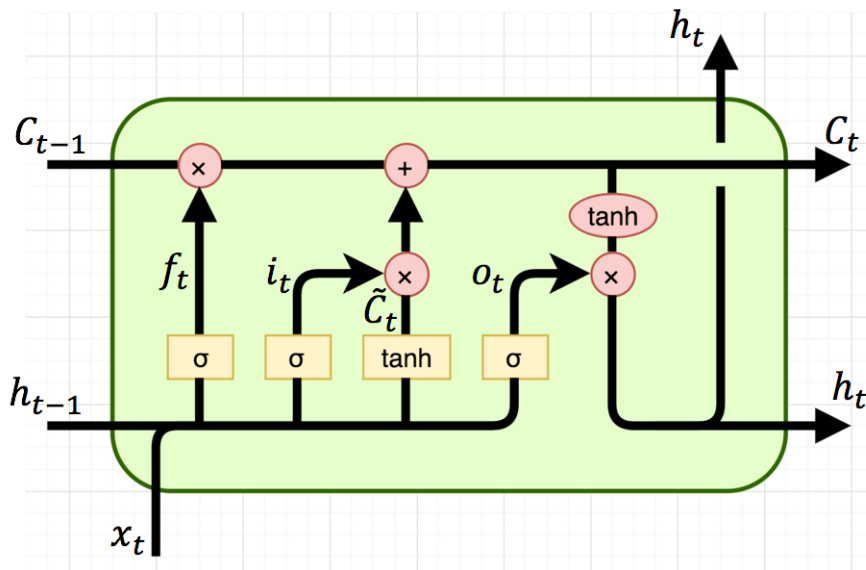 h_t
C_{t-1}
C_t
×
+
tanh
f_t
i_t
×
o_t
×
C̃_t
σ
σ
tanh
σ
h_{t-1}
h_t
x_t